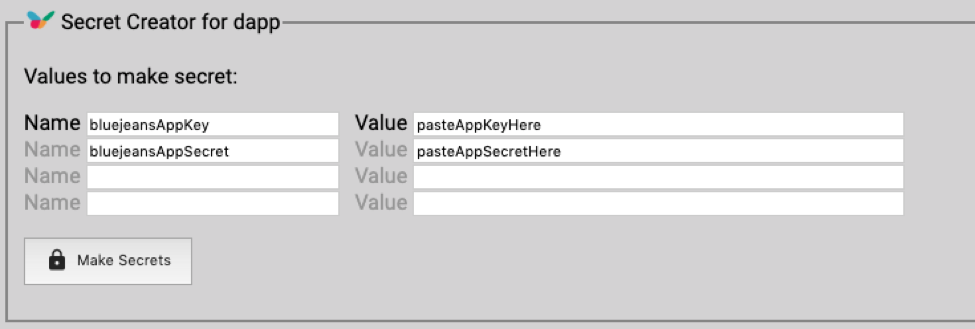 Secret Creator for dapp
Values to make secret:
Name bluejeansAppKey Value pasteAppKeyHere
Name bluejeansAppSecret Value pasteAppSecretHere
Name Value
Name Value
Make Secrets